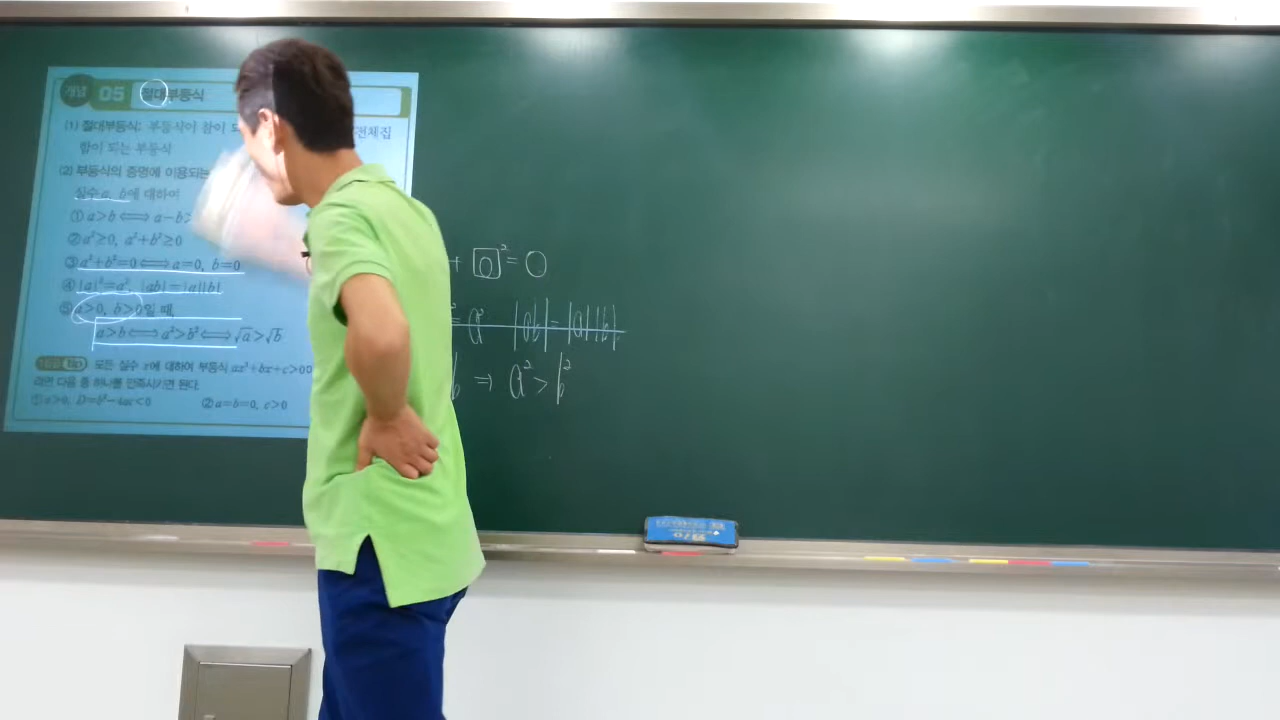 개념 05 절대부등식
(1) 절대부등식: 부등식이 항이 되 전체집
합이 되는 부등식
(2) 부등식의 증명에 이용되는
실수 a, b에 대하여
① a>b ⟺ a-b>
② a²≥0, a²+b²≥0
③ a²+b²=0 ⟺ a=0, b=0
④ |a|²=a², |ab|=|a||b|
⑤ a>0, b>0일 때,
a>b ⟺ a²>b² ⟺ √a>√b
모든 실수 x에 대하여 부등식 ax²+bx+c>0
려면 다음 중 하나를 만족시키면 된다.
① a>0, D=b²-4ac<0 ② a=b=0, c>0
+ 0² = 0
² = a² |ab| = |a||b|
b ⇒ a² > b²